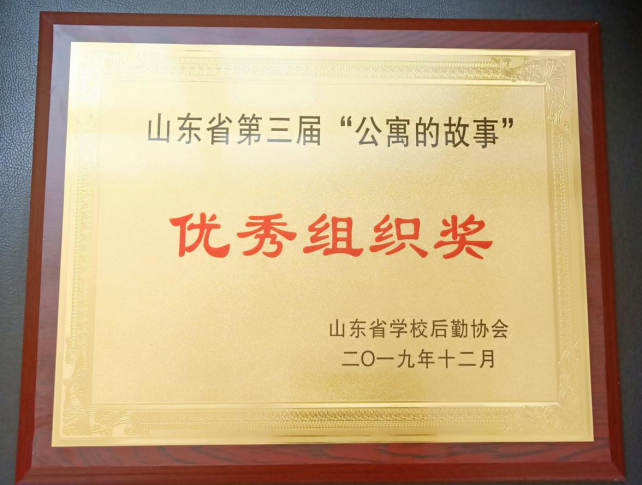 山东省第三届“公寓的故事”
优秀组织奖
山东省学校后勤协会
二〇一九年十二月